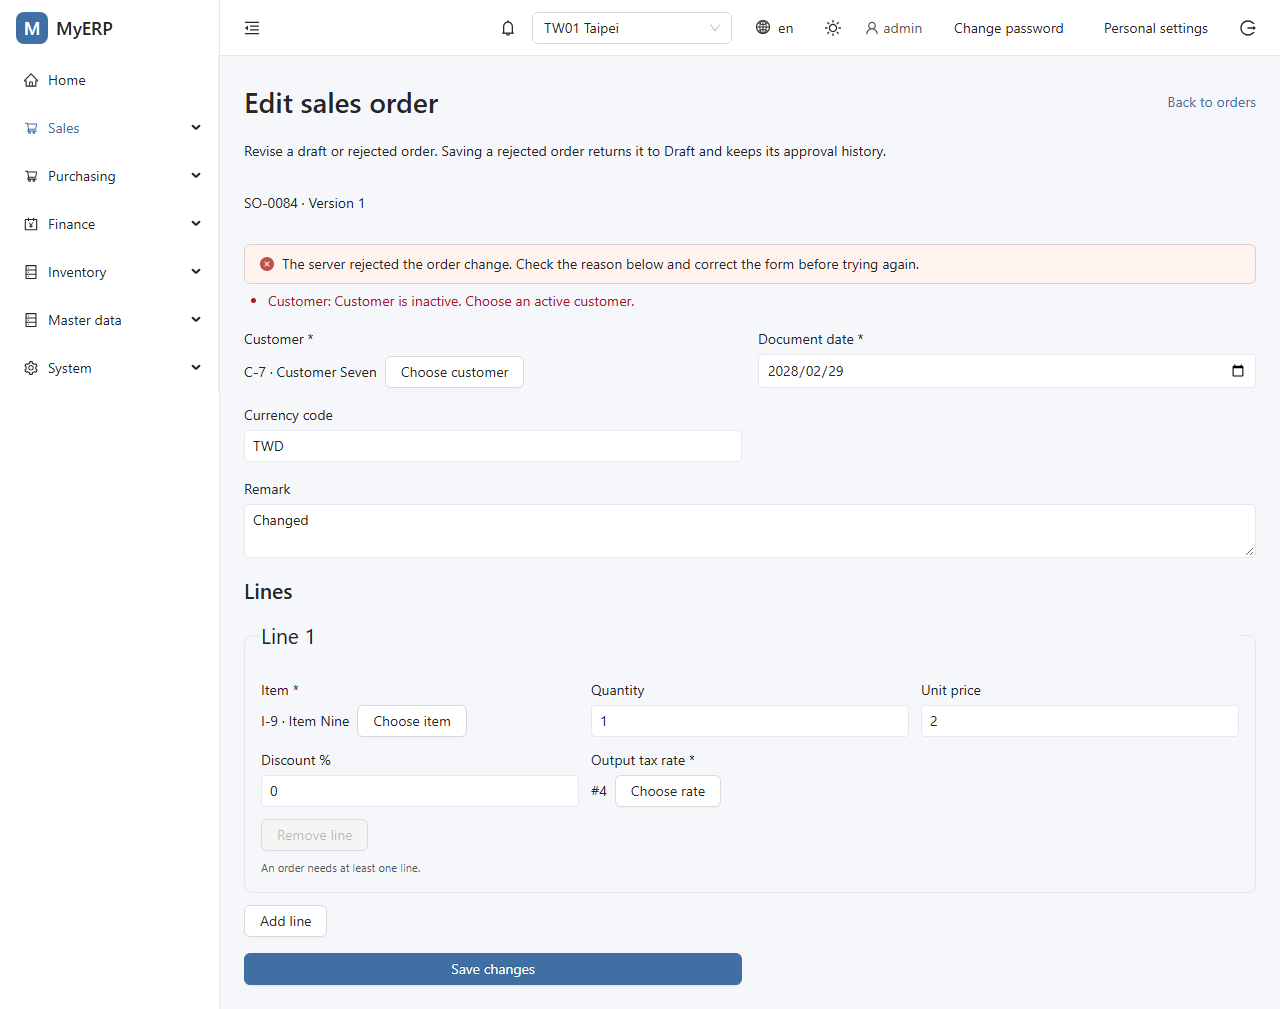 M MyERP
TW01 Taipei
en
admin
Change password
Personal settings
Home
Sales
Purchasing
Finance
Inventory
Master data
System
Edit sales order
Back to orders
Revise a draft or rejected order. Saving a rejected order returns it to Draft and keeps its approval history.
SO-0084 · Version 1
The server rejected the order change. Check the reason below and correct the form before trying again.
• Customer: Customer is inactive. Choose an active customer.
Customer *
Document date *
C-7 · Customer Seven
Choose customer
2028/02/29
Currency code
TWD
Remark
Changed
Lines
Line 1
Item *
Quantity
Unit price
I-9 · Item Nine
Choose item
1
2
Discount %
Output tax rate *
0
#4
Choose rate
Remove line
An order needs at least one line.
Add line
Save changes